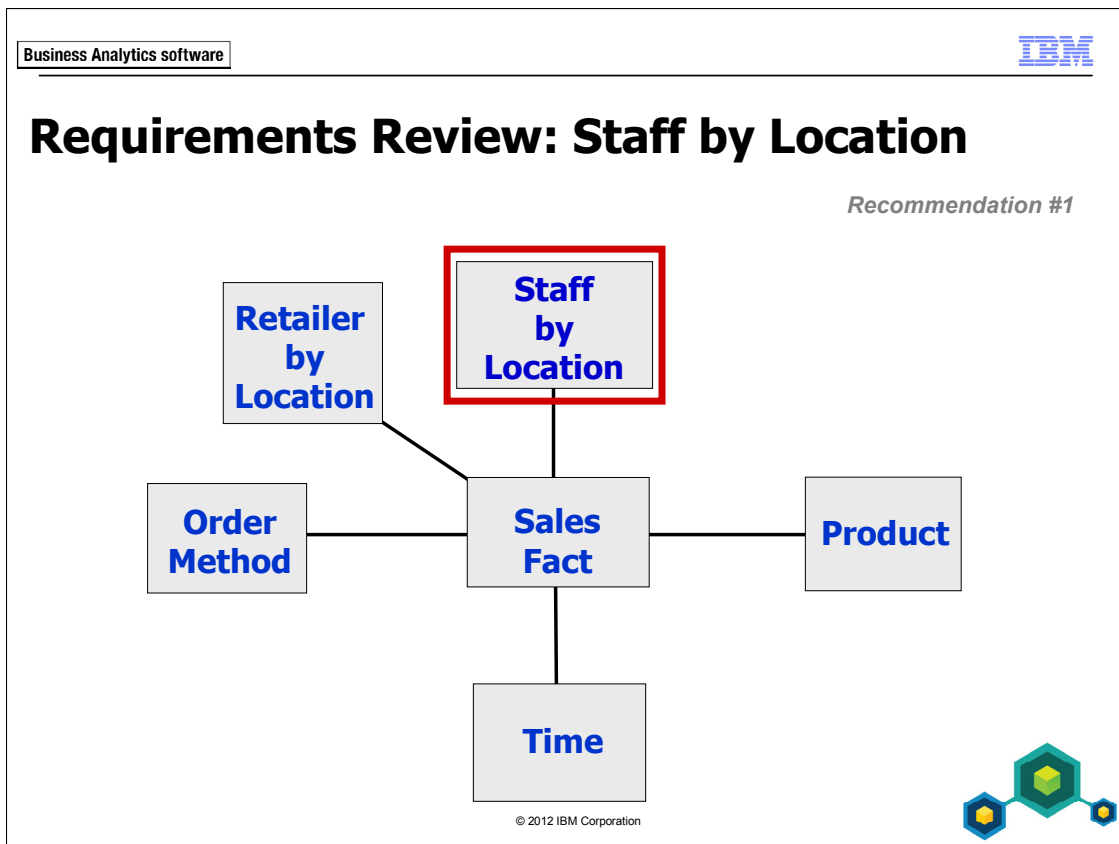 Business Analytics software
IBM
Requirements Review: Staff by Location
Recommendation #1
Staff
by
Location
Retailer
by
Location
Order
Method
Sales
Fact
Product
Time
© 2012 IBM Corporation